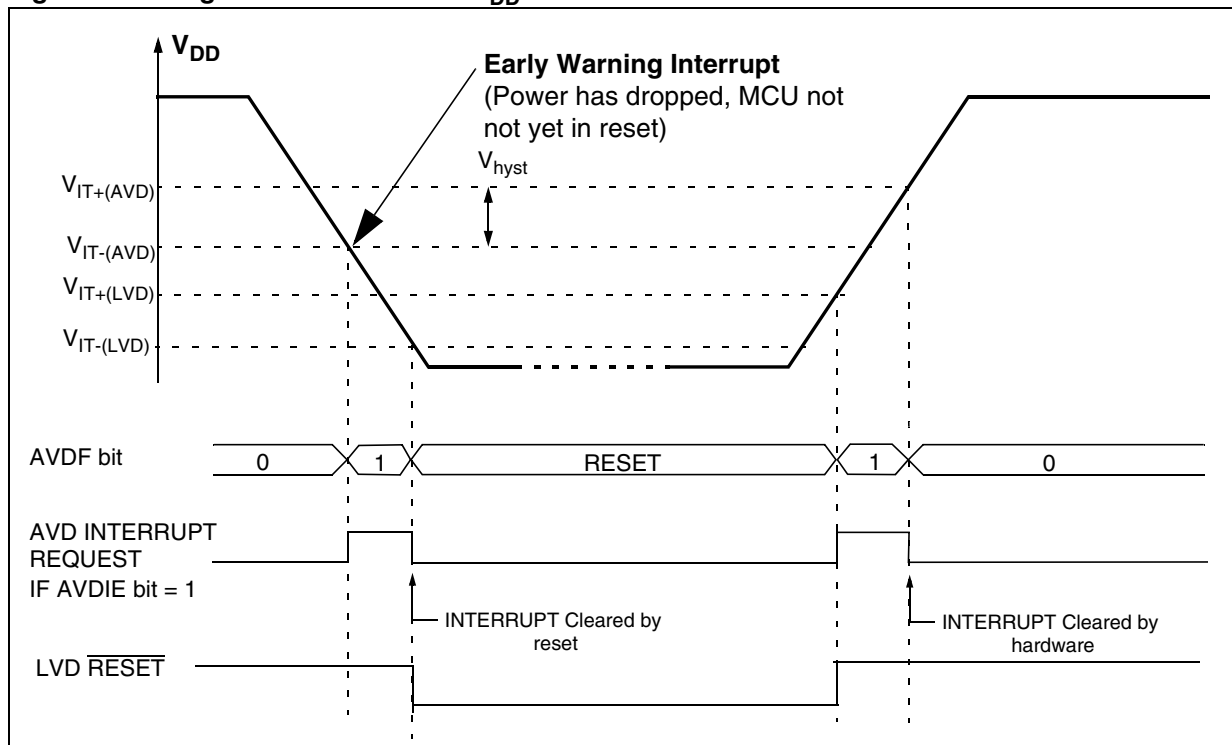 V_DD
Early Warning Interrupt
(Power has dropped, MCU not
not yet in reset)
V_hyst
V_IT+(AVD)
V_IT-(AVD)
V_IT+(LVD)
V_IT-(LVD)
AVDF bit
0
1
RESET
1
0
AVD INTERRUPT
REQUEST
IF AVDIE bit = 1
INTERRUPT Cleared by
reset
INTERRUPT Cleared by
hardware
LVD RESET